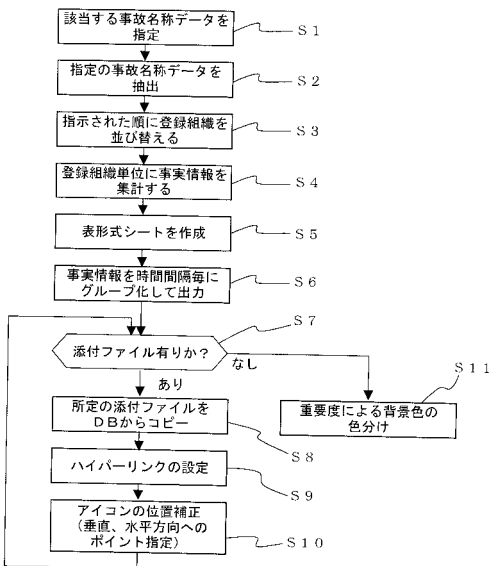 該当する事故名称データを
指定
S1
指定の事故名称データを
抽出
S2
指示された順に登録組織を
並び替える
S3
登録組織単位に事実情報を
集計する
S4
表形式シートを作成
S5
事実情報を時間間隔毎に
グループ化して出力
S6
S7
添付ファイル有りか？
なし
あり
S11
重要度による背景色の
色分け
所定の添付ファイルを
DBからコピー
S8
ハイパーリンクの設定
S9
アイコンの位置補正
(垂直、水平方向への
ポイント指定)
S10